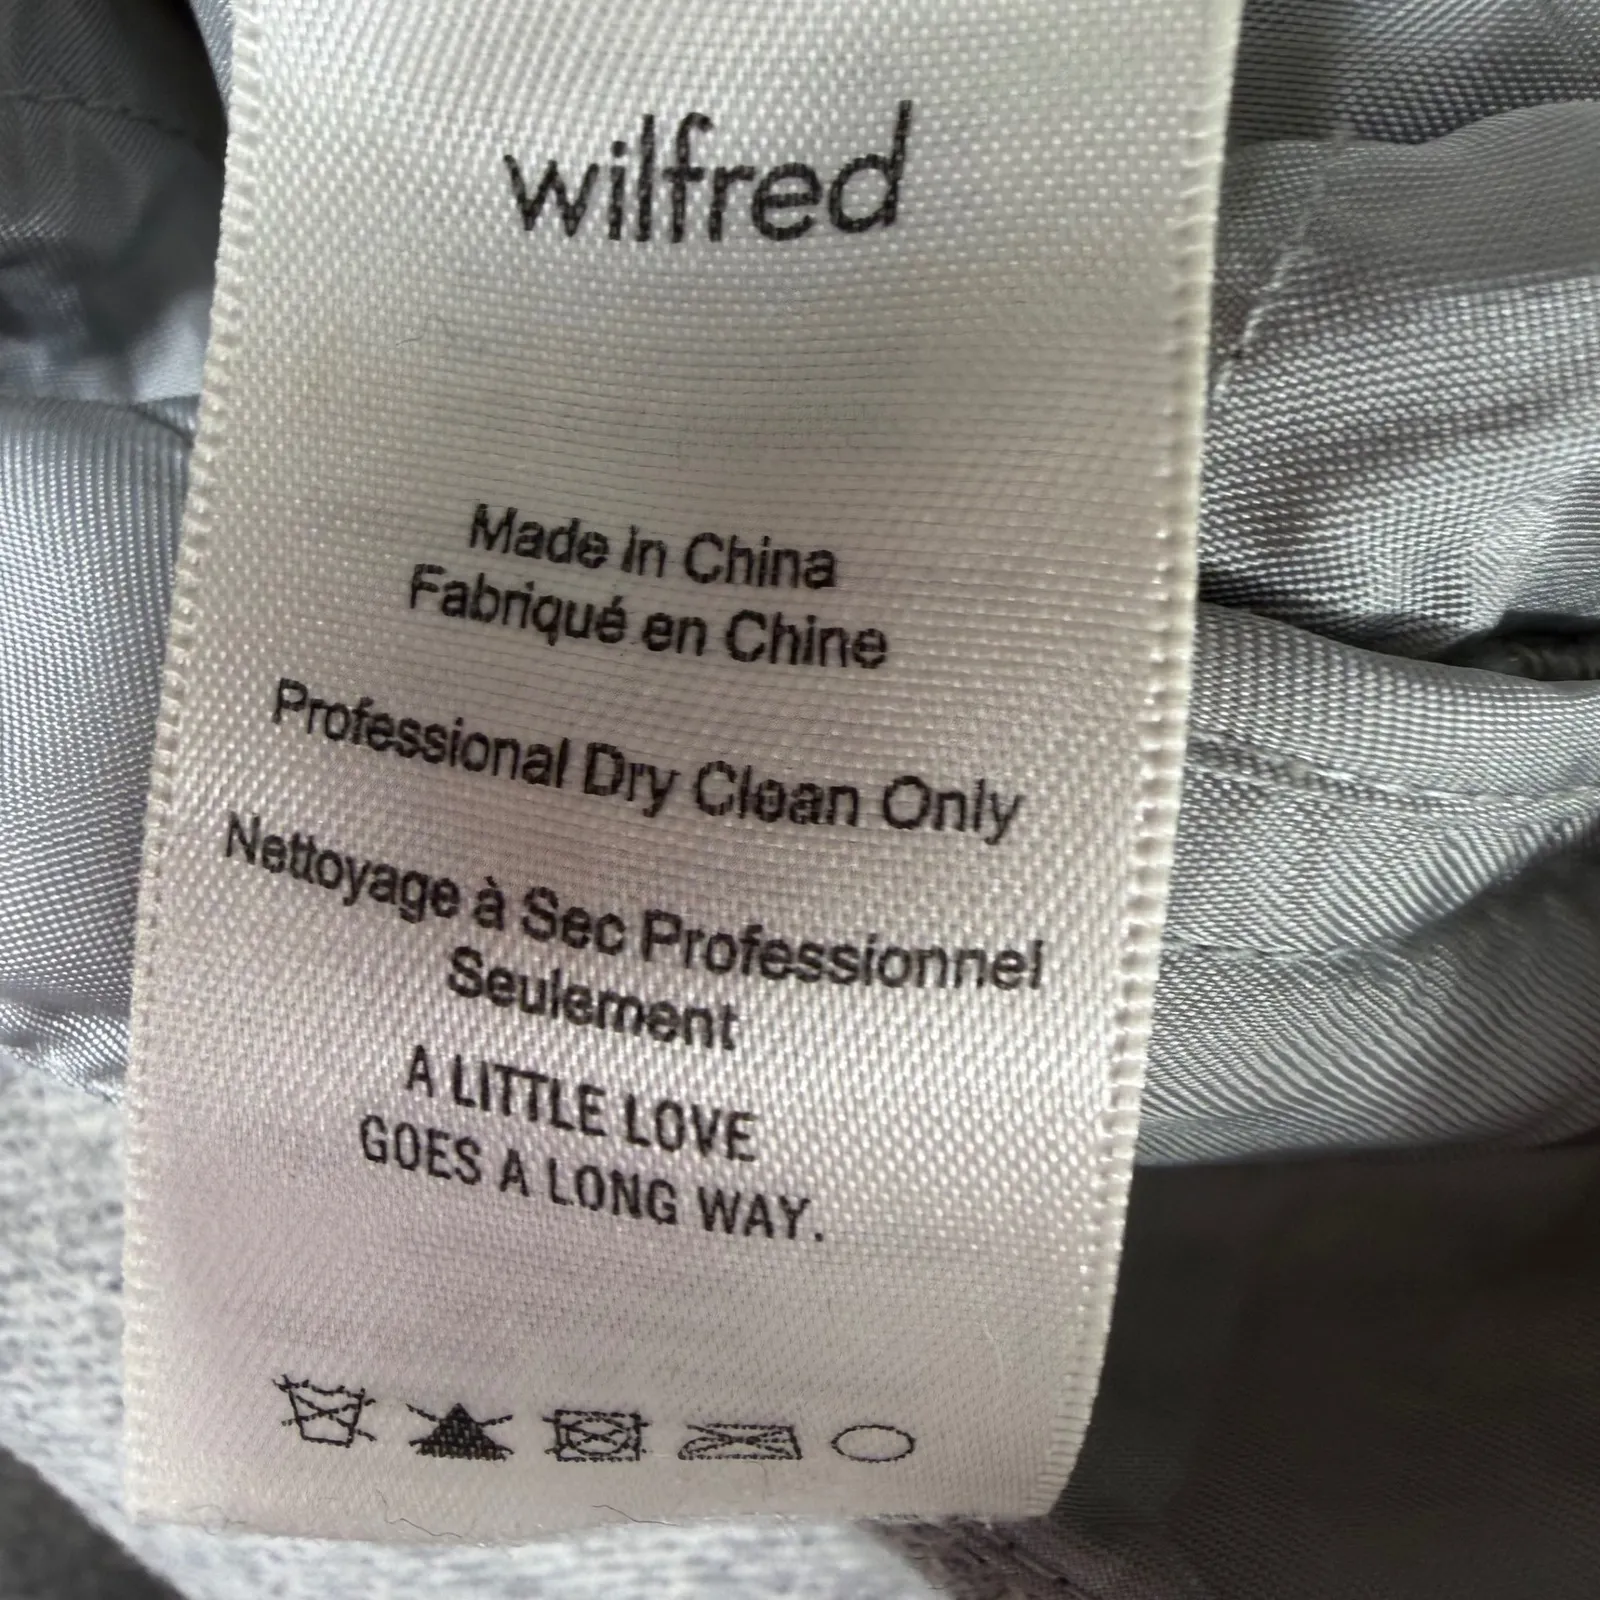 wilfred
Made In China
Fabriqué en Chine
Professional Dry Clean Only
Nettoyage à Sec Professionnel
Seulement
A LITTLE LOVE
GOES A LONG WAY.